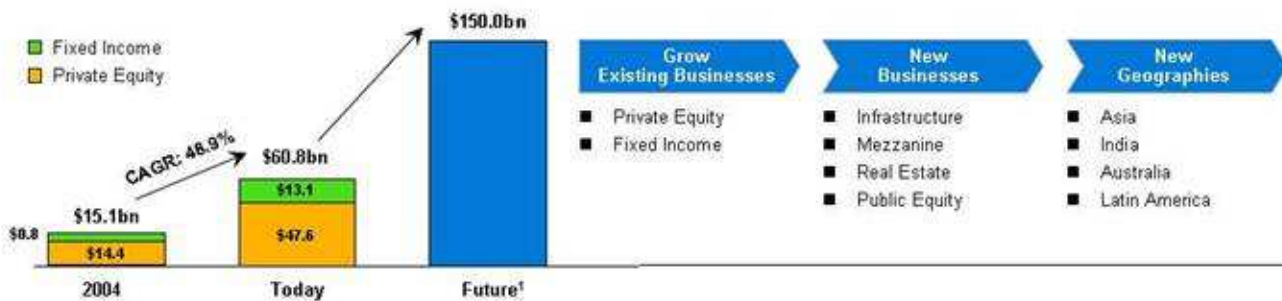 $150.0bn
Fixed Income
Private Equity
CAGR: 48.9%
$60.8bn
$13.1
$47.6
$15.1bn
$0.8
$14.4
2004
Today
Future¹
Grow
Existing Businesses
Private Equity
Fixed Income
New
Businesses
Infrastructure
Mezzanine
Real Estate
Public Equity
New
Geographies
Asia
India
Australia
Latin America